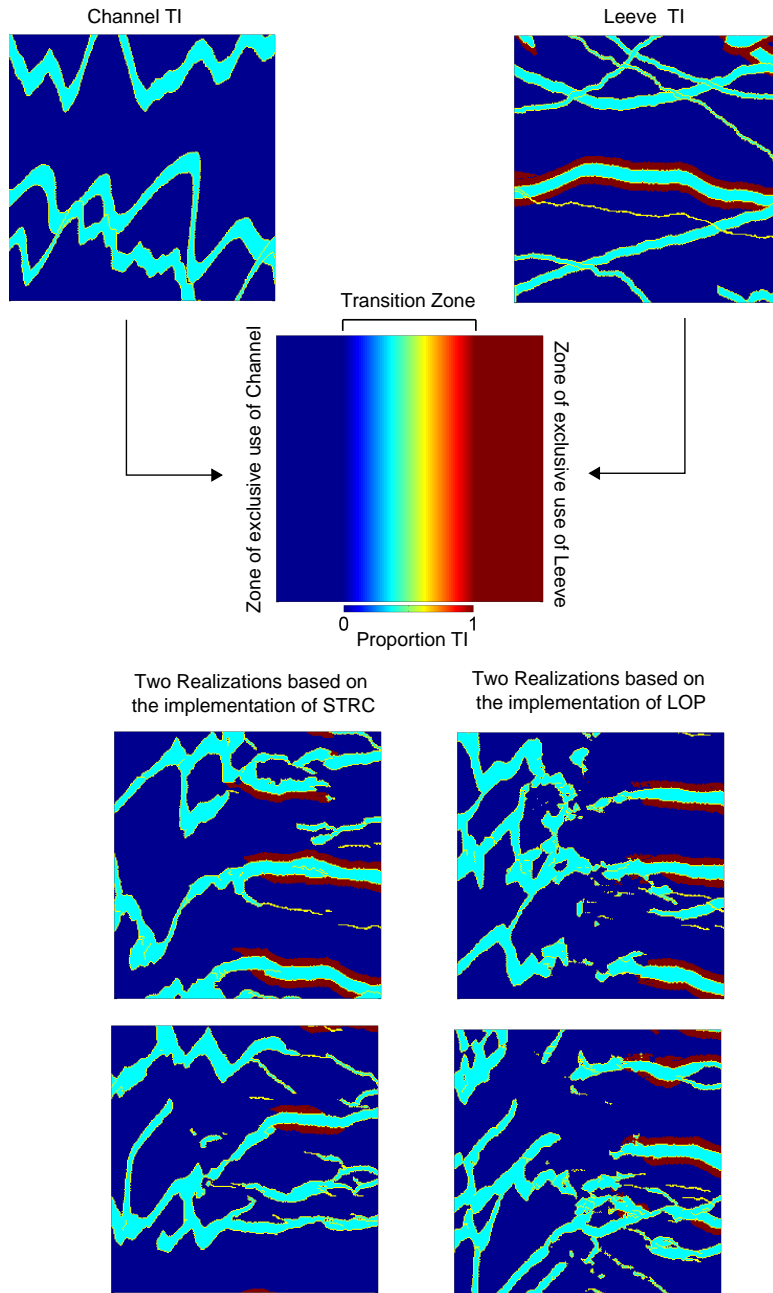 Channel TI
Leeve TI
Transition Zone
Zone of exclusive use of Channel
Zone of exclusive use of Leeve
0
1
Proportion TI
Two Realizations based on
the implementation of STRC
Two Realizations based on
the implementation of LOP